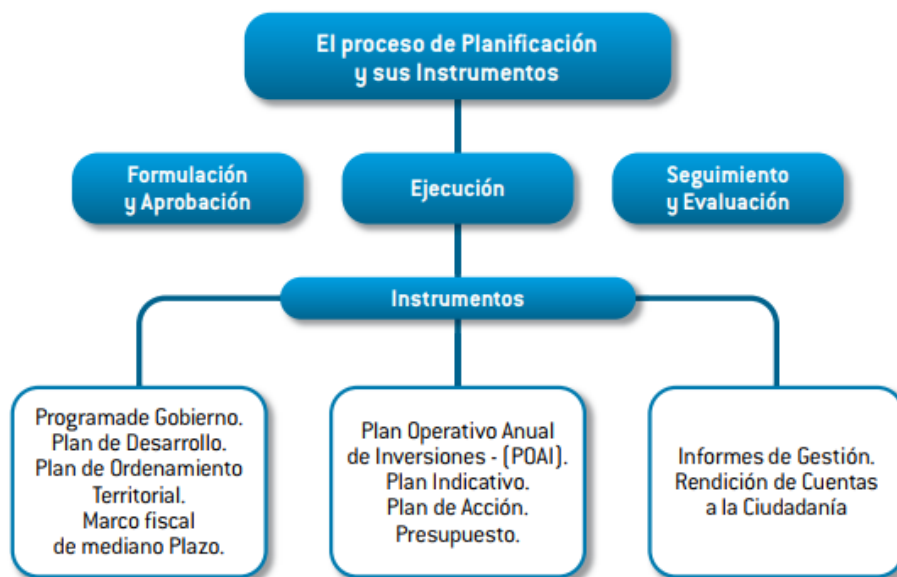 El proceso de Planificación
y sus Instrumentos
Formulación
y Aprobación
Ejecución
Seguimiento
y Evaluación
Instrumentos
Programade Gobierno.
Plan de Desarrollo.
Plan de Ordenamiento
Territorial.
Marco fiscal
de mediano Plazo.
Plan Operativo Anual
de Inversiones - (POAI).
Plan Indicativo.
Plan de Acción.
Presupuesto.
Informes de Gestión.
Rendición de Cuentas
a la Ciudadanía